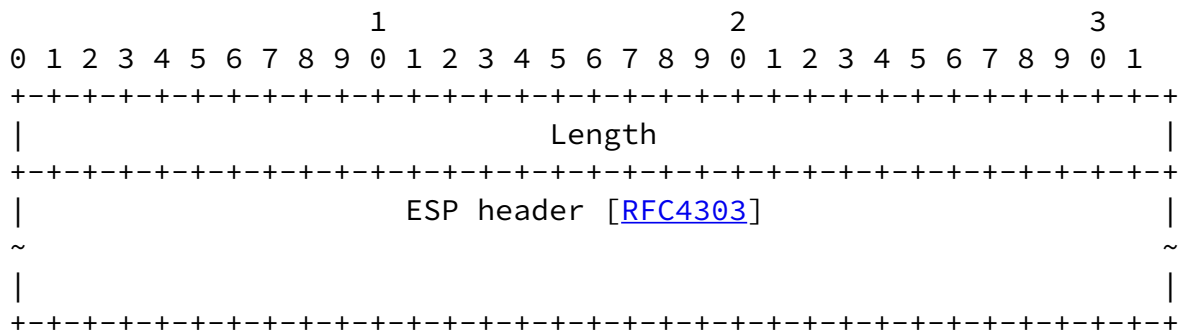 1                   2                   3
0 1 2 3 4 5 6 7 8 9 0 1 2 3 4 5 6 7 8 9 0 1 2 3 4 5 6 7 8 9 0 1
+-+-+-+-+-+-+-+-+-+-+-+-+-+-+-+-+-+-+-+-+-+-+-+-+-+-+-+-+-+-+-+-+
|                             Length                            |
+-+-+-+-+-+-+-+-+-+-+-+-+-+-+-+-+-+-+-+-+-+-+-+-+-+-+-+-+-+-+-+-+
|                     ESP header [RFC4303]                      |
~                                                               ~
|                                                               |
+-+-+-+-+-+-+-+-+-+-+-+-+-+-+-+-+-+-+-+-+-+-+-+-+-+-+-+-+-+-+-+-+